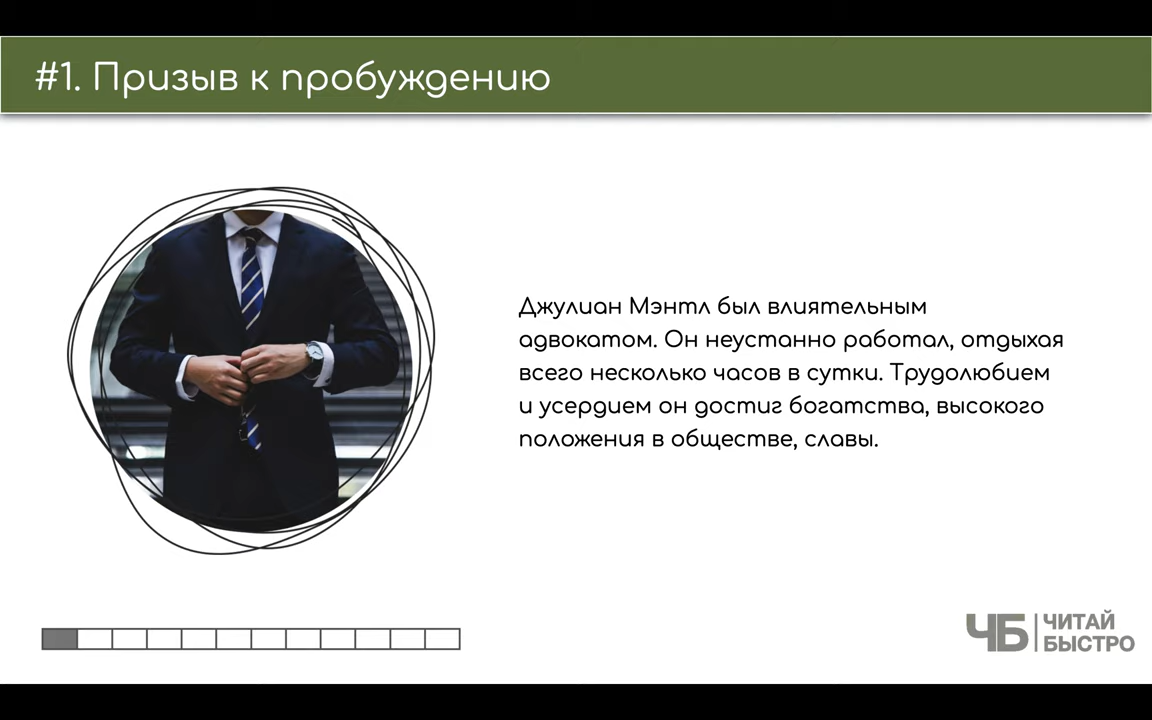 #1. Призыв к пробуждению
Джулиан Мэнтл был влиятельным
адвокатом. Он неустанно работал, отдыхая
всего несколько часов в сутки. Трудолюбием
и усердием он достиг богатства, высокого
положения в обществе, славы.
ЧБ ЧИТАЙ
БЫСТРО